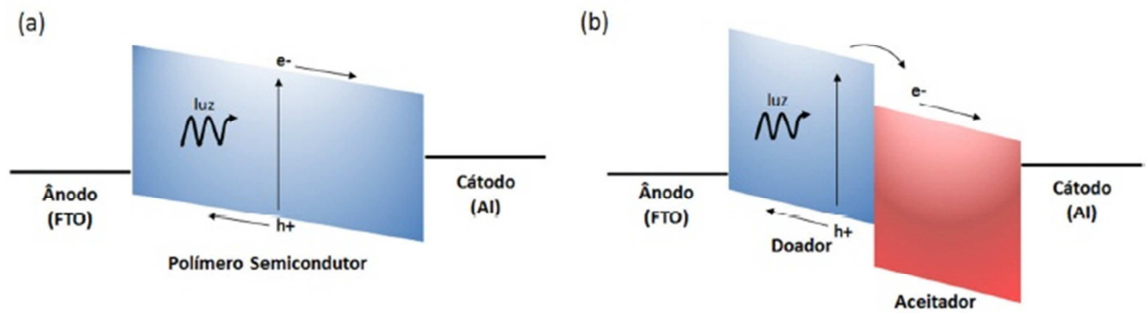 (a)
e-
luz
Ânodo
(FTO)
Cátodo
(Al)
h+
Polímero Semicondutor
(b)
e-
luz
Ânodo
(FTO)
Cátodo
(Al)
h+
Doador
Aceitador